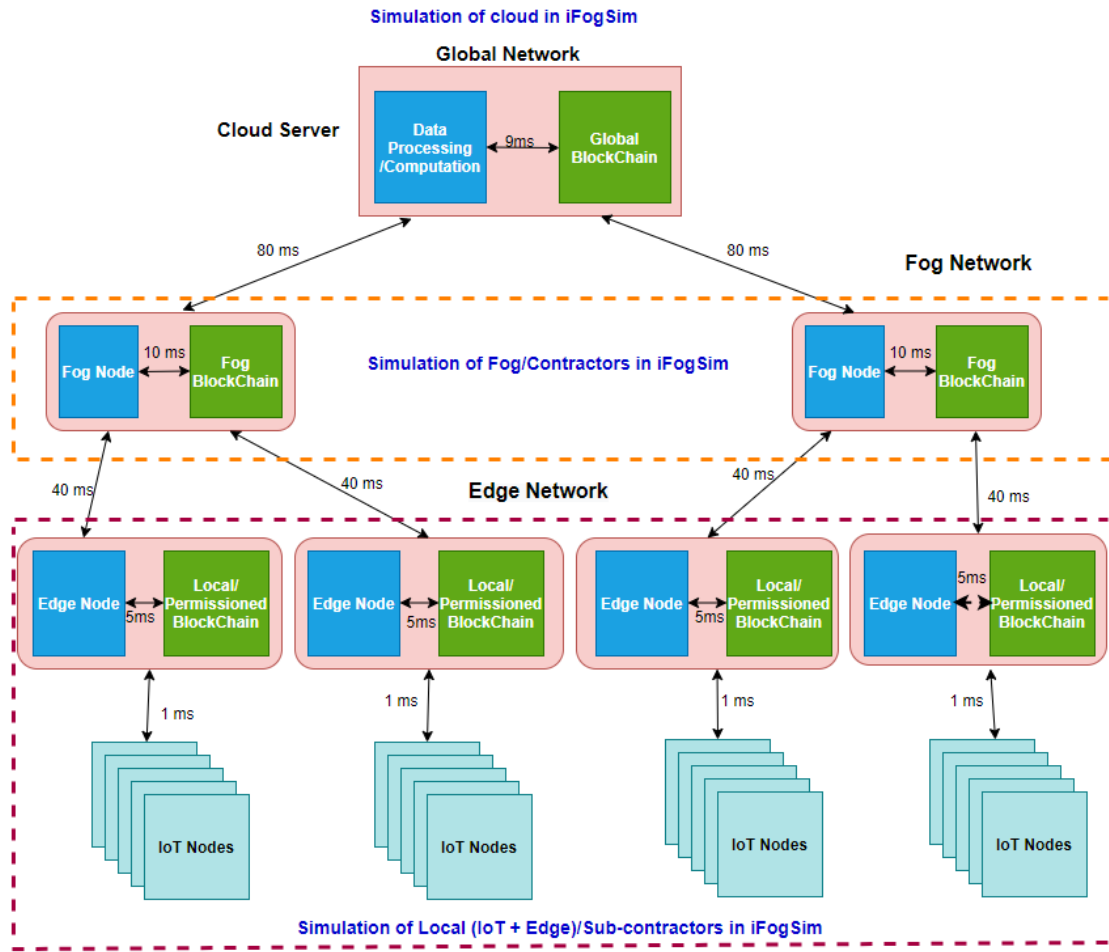 Simulation of cloud in iFogSim
Global Network
Cloud Server
Data
Processing
/Computation
9ms
Global
BlockChain
80 ms
80 ms
Fog Network
Fog Node
10 ms
Fog
BlockChain
Simulation of Fog/Contractors in iFogSim
Fog Node
10 ms
Fog
BlockChain
40 ms
40 ms
40 ms
40 ms
Edge Network
Edge Node
5ms
Local/
Permissioned
BlockChain
Edge Node
5ms
Local/
Permissioned
BlockChain
Edge Node
5ms
Local/
Permissioned
BlockChain
Edge Node
5ms
Local/
Permissioned
BlockChain
1 ms
1 ms
1 ms
1 ms
IoT Nodes
IoT Nodes
IoT Nodes
IoT Nodes
Simulation of Local (IoT + Edge)/Sub-contractors in iFogSim